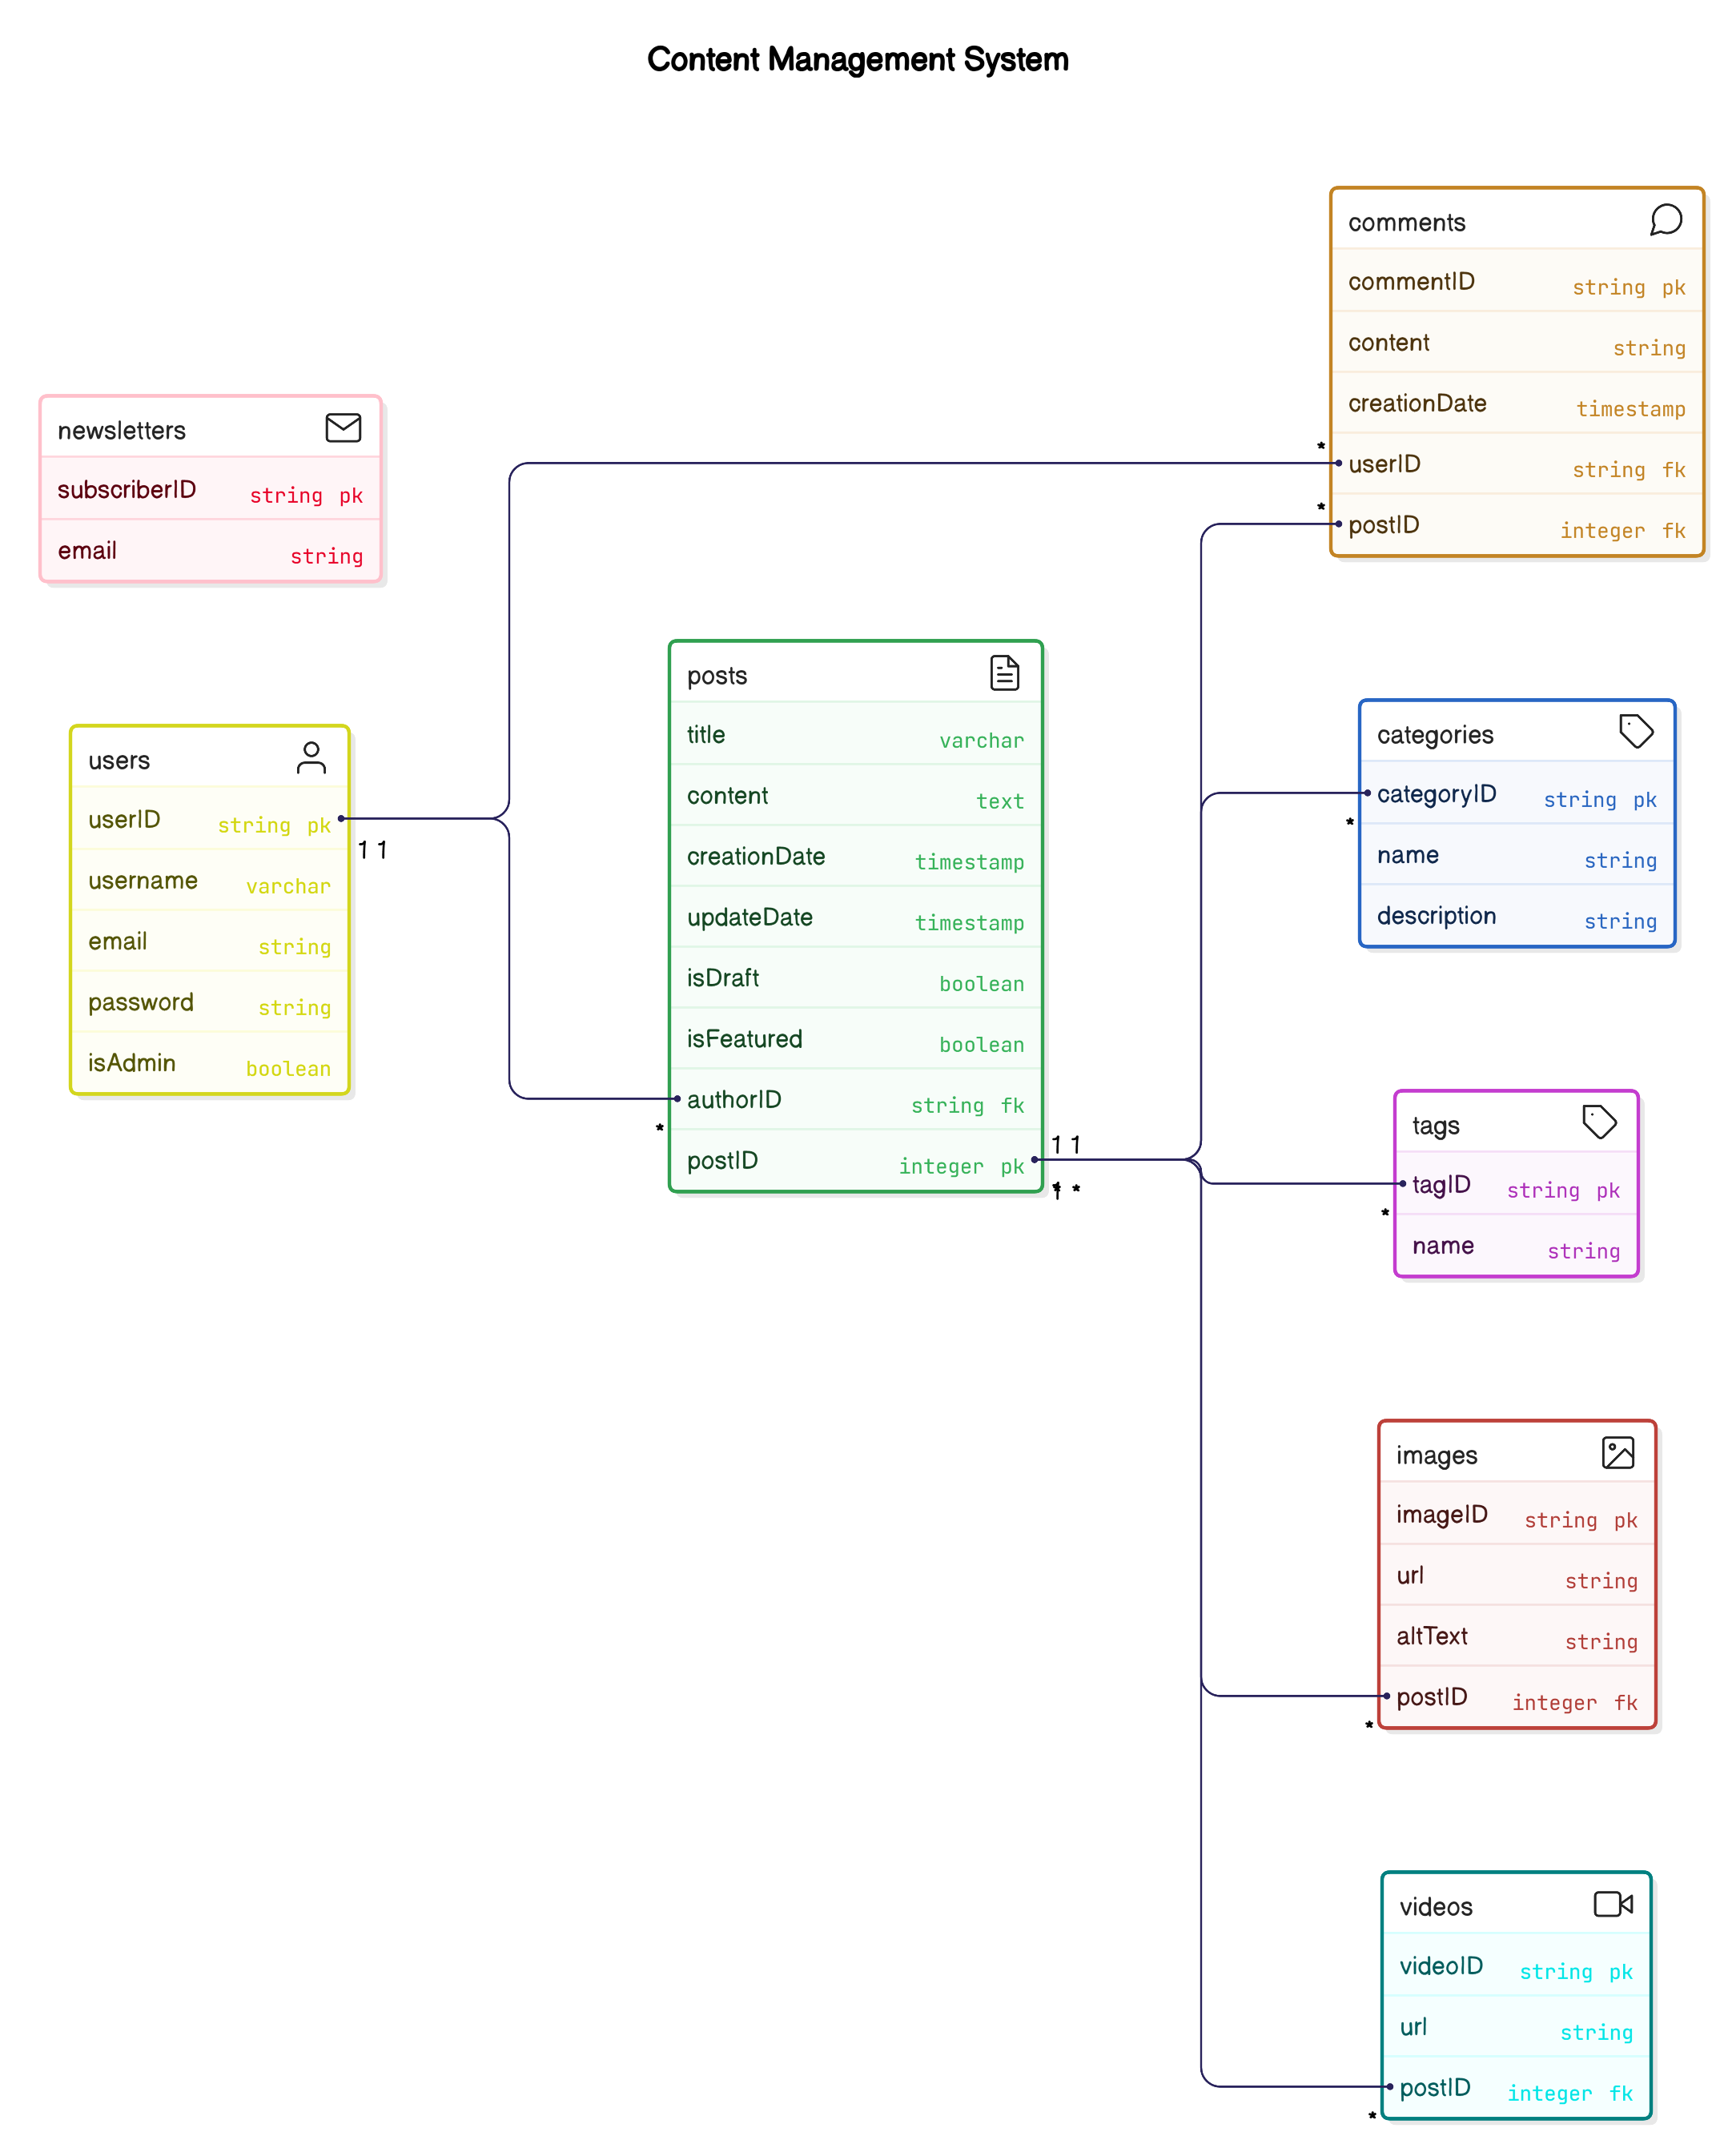 Content Management System
comments
commentID string pk
content string
creationDate timestamp
* userID string fk
* postID integer fk
newsletters
subscriberID string pk
email string
posts
title varchar
content text
creationDate timestamp
updateDate timestamp
isDraft boolean
isFeatured boolean
authorID string fk
*
postID integer pk
1 1
1 *
users
userID string pk
1 1
username varchar
email string
password string
isAdmin boolean
categories
categoryID string pk
*
name string
description string
tags
tagID string pk
*
name string
images
imageID string pk
url string
altText string
postID integer fk
*
videos
videoID string pk
url string
postID integer fk
*